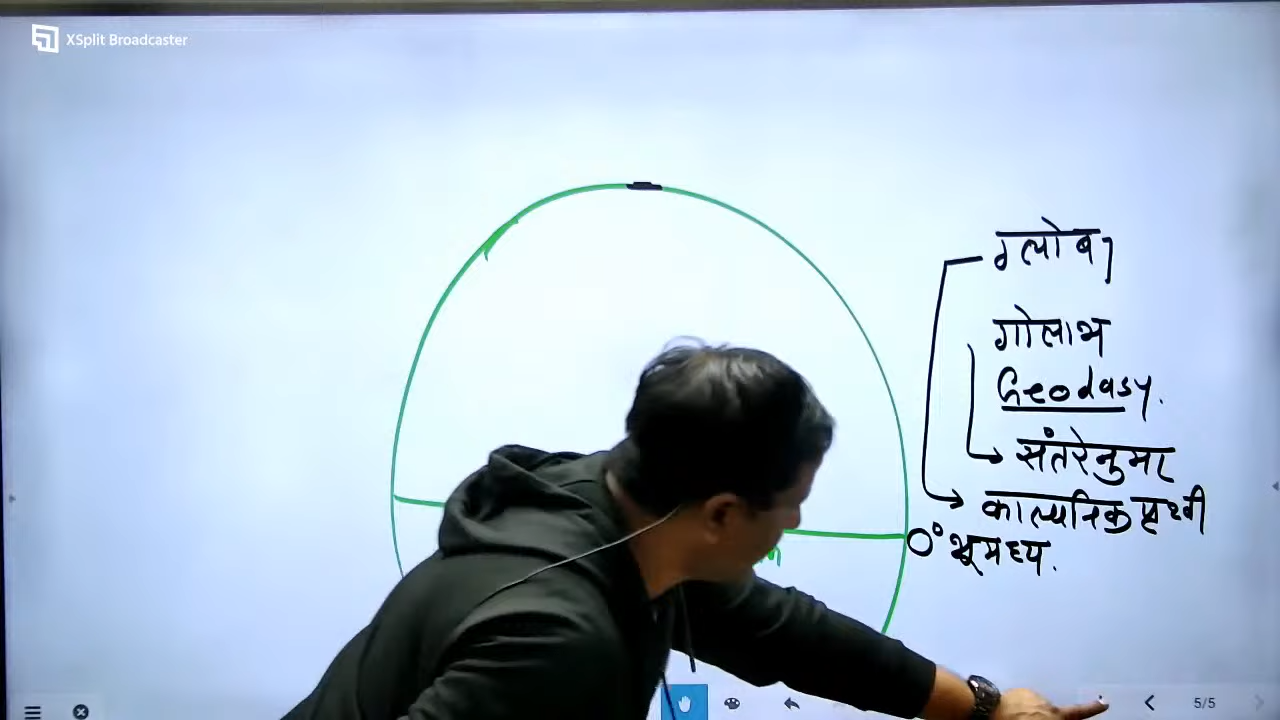 XSplit Broadcaster
ग्लोब
गोलाभ
Geodasy.
संतरेनुमा
काल्पनिक पृथ्वी
0° भूमध्य.
5/5